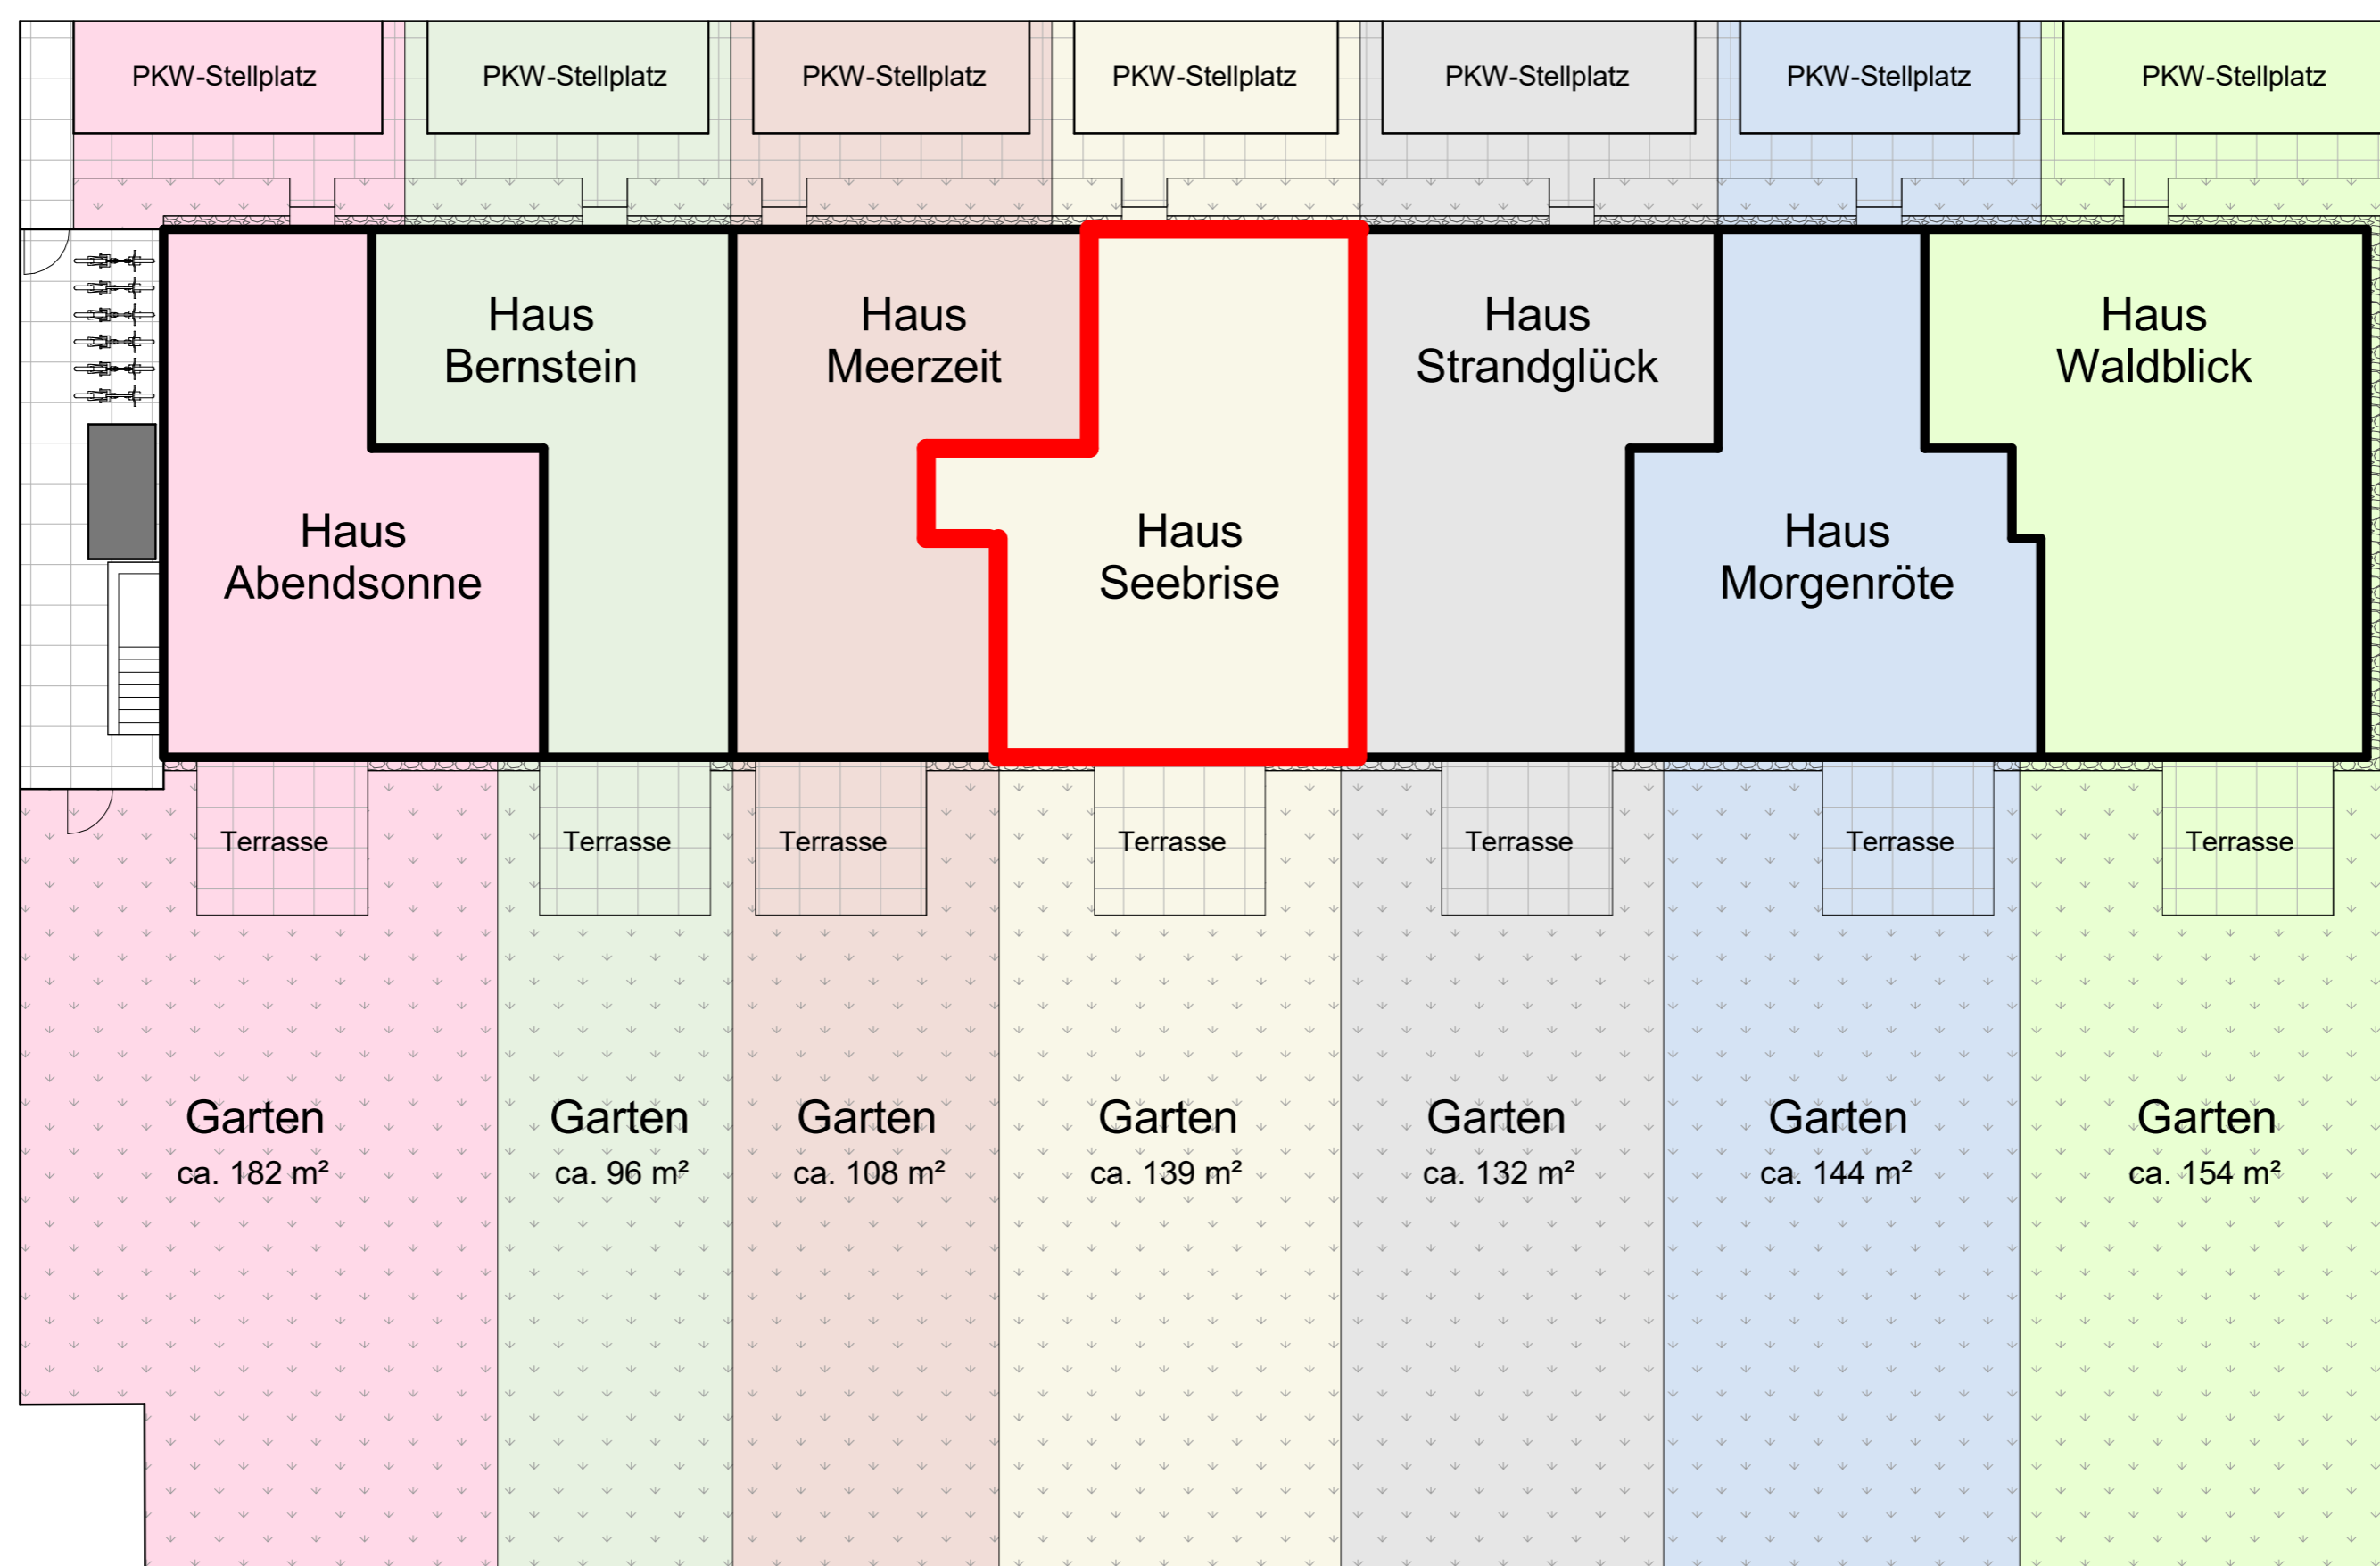 PKW-Stellplatz
PKW-Stellplatz
PKW-Stellplatz
PKW-Stellplatz
PKW-Stellplatz
PKW-Stellplatz
PKW-Stellplatz
Haus
Bernstein
Haus
Meerzeit
Haus
Strandglück
Haus
Waldblick
Haus
Abendsonne
Haus
Seebrise
Haus
Morgenröte
Terrasse
Terrasse
Terrasse
Terrasse
Terrasse
Terrasse
Terrasse
Garten
ca. 182 m²
Garten
ca. 96 m²
Garten
ca. 108 m²
Garten
ca. 139 m²
Garten
ca. 132 m²
Garten
ca. 144 m²
Garten
ca. 154 m²